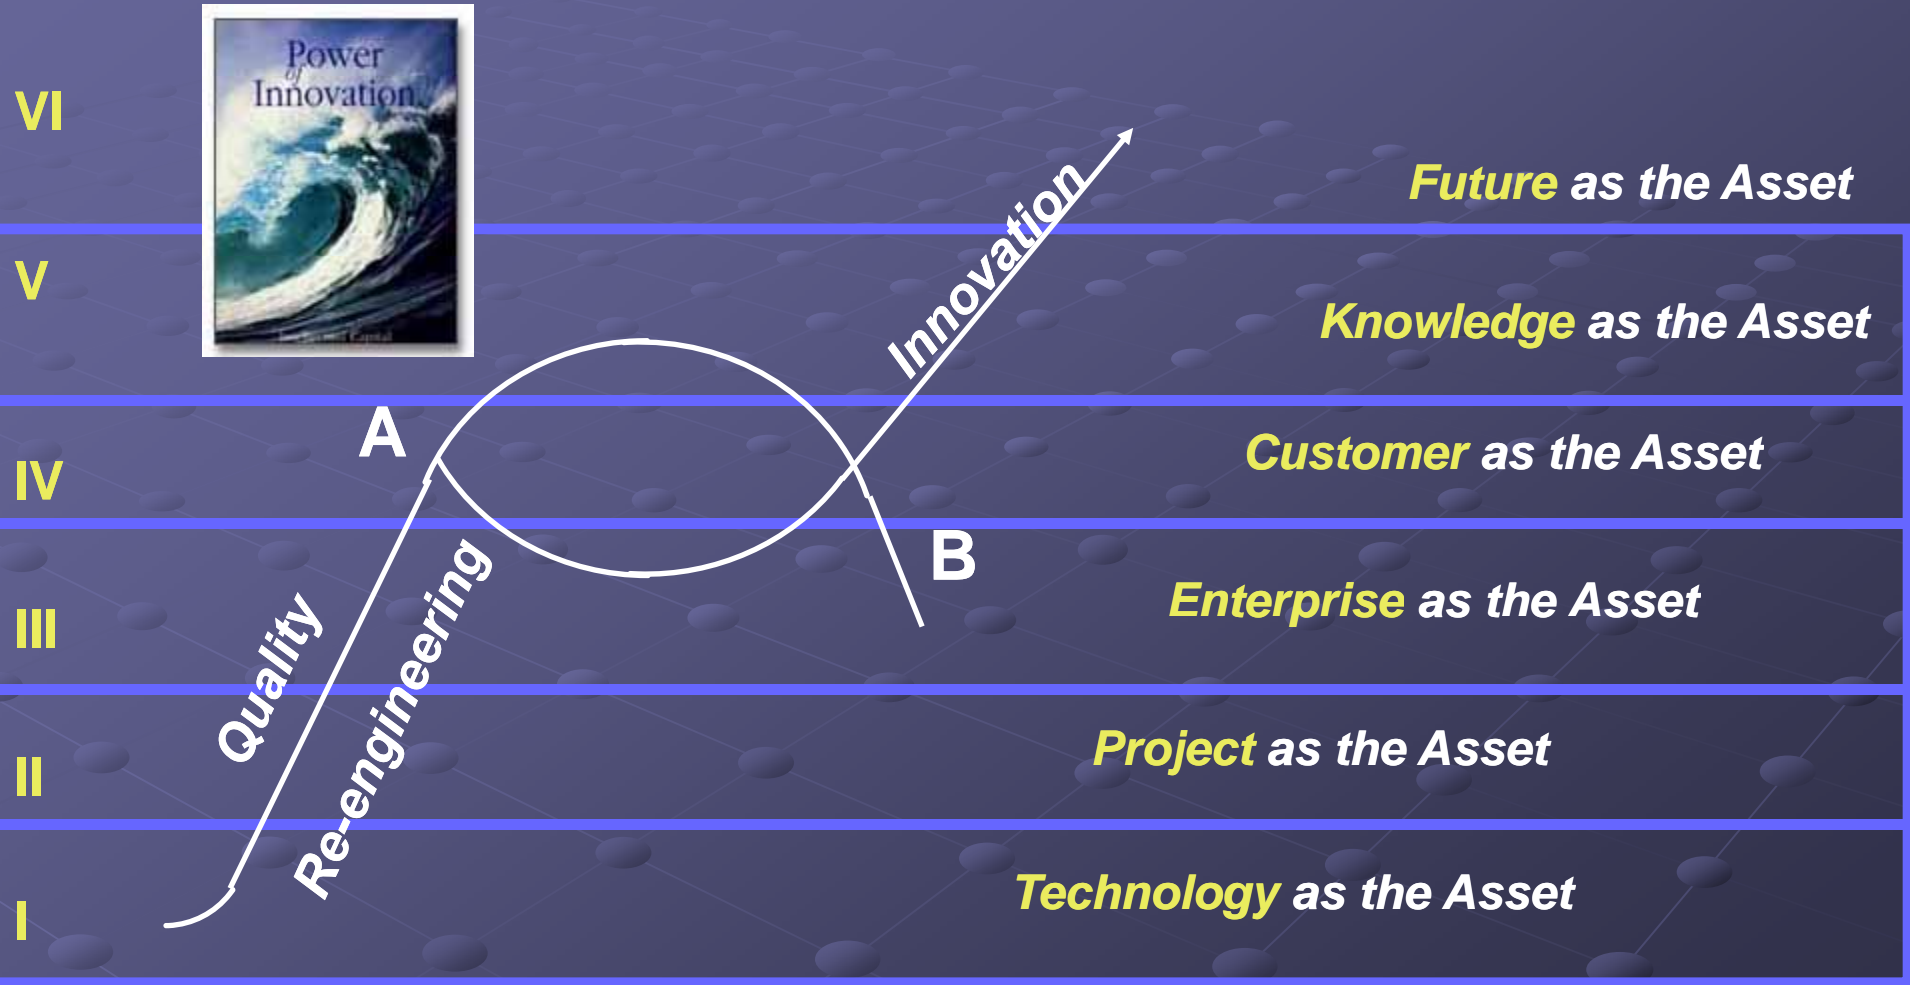 Power
of
Innovation
VI
Future as the Asset
V
Knowledge as the Asset
Innovation
A
IV
Customer as the Asset
B
III
Enterprise as the Asset
Quality
Re-engineering
II
Project as the Asset
I
Technology as the Asset